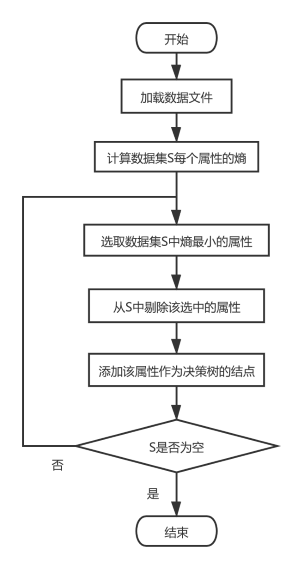 开始
加载数据文件
计算数据集S每个属性的熵
选取数据集S中熵最小的属性
从S中剔除该选中的属性
添加该属性作为决策树的结点
S是否为空
否
是
结束